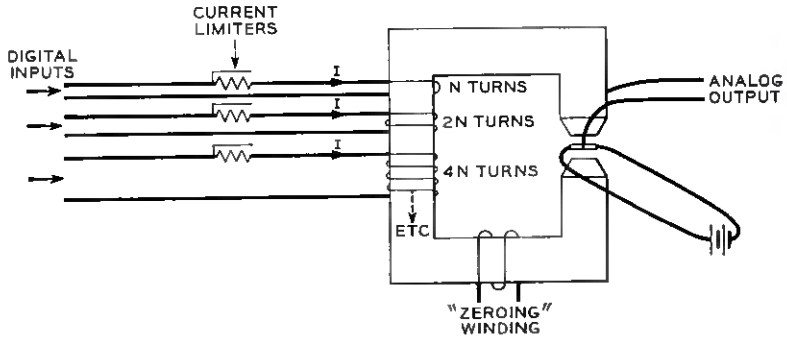 CURRENT
LIMITERS
DIGITAL
INPUTS
I
N TURNS
ANALOG
OUTPUT
I
2N TURNS
I
4N TURNS
ETC
"ZEROING"
WINDING